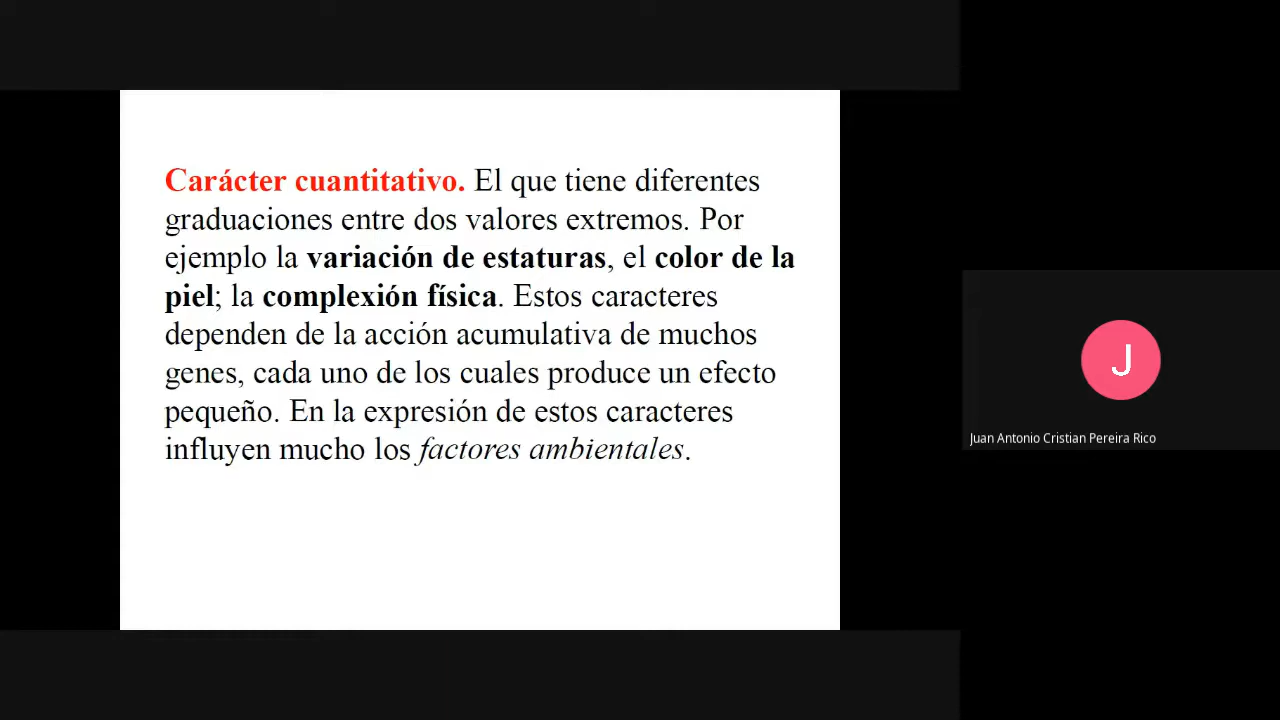 Carácter cuantitativo. El que tiene diferentes
graduaciones entre dos valores extremos. Por
ejemplo la variación de estaturas, el color de la
piel; la complexión física. Estos caracteres
dependen de la acción acumulativa de muchos
genes, cada uno de los cuales produce un efecto
pequeño. En la expresión de estos caracteres
influyen mucho los factores ambientales.
J
Juan Antonio Cristian Pereira Rico